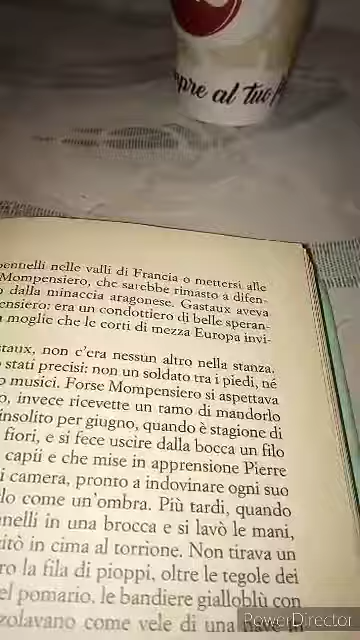 pre al tuo
nelli nelle valli di Francia o mettersi alle
Mompensiero, che sarebbe rimasto a difen-
dalla minaccia aragonese. Gastaux aveva
ensiero: era un condottiero di belle speran-
moglie che le corti di mezza Europa invi-
taux, non c'era nessun altro nella stanza.
stati precisi: non un soldato tra i piedi, né
musici. Forse Mompensiero si aspettava
o, invece ricevette un ramo di mandorlo
insolito per giugno, quando è stagione di
fiori, e si fece uscire dalla bocca un filo
capii e che mise in apprensione Pierre
i camera, pronto a indovinare ogni suo
lo come un'ombra. Più tardi, quando
nelli in una brocca e si lavò le mani,
itò in cima al torrione. Non tirava un
ro la fila di pioppi, oltre le tegole dei
el pomario, le bandiere gialloblù con
zolavano come vele di una
PowerDirector